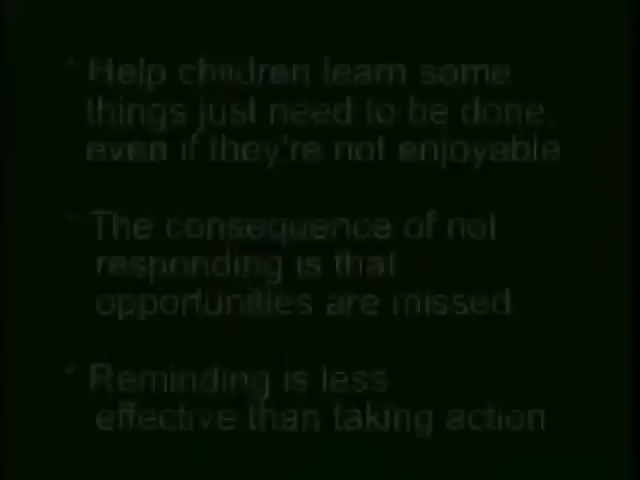 * Help children learn some
things just need to be done,
even if they're not enjoyable
* The consequence of not
responding is that
opportunities are missed
* Reminding is less
effective than taking action